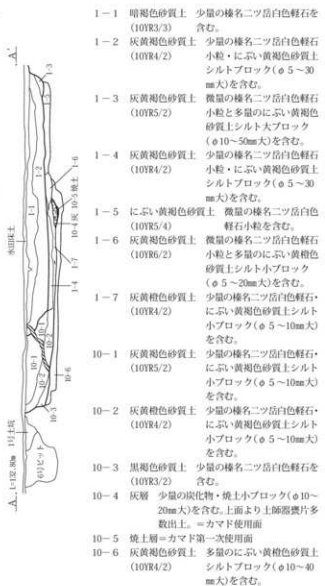 1-1 暗褐色砂質土 少量の榛名二ツ岳白色軽石を
(10YR3/3) 含む。
1-2 灰黄褐色砂質土 少量の榛名二ツ岳白色軽石
(10YR4/2) 小粒・にぶい黄褐色砂質土
シルトブロック(φ5~30
㎜大)を含む。
1-3 灰黄褐色砂質土 微量の榛名二ツ岳白色軽石
(10YR5/2) 小粒と多量のにぶい黄褐色
砂質土シルト大ブロック
(φ10~50㎜大)を含む。
1-4 灰黄褐色砂質土 少量の榛名二ツ岳白色軽石
(10YR4/2) 小粒・にぶい黄褐色砂質土
シルトブロック(φ5~30
㎜大)を含む。
1-5 にぶい黄褐色砂質土 微量の榛名二ツ岳白色
(10YR5/4) 軽石小粒を含む。
1-6 灰黄褐色砂質土 微量の榛名二ツ岳白色軽石
(10YR6/2) 小粒と多量のにぶい黄橙色
砂質土シルト小ブロック
(φ5~20㎜大)を含む。
1-7 灰黄橙色砂質土 少量の榛名二ツ岳白色軽石・
(10YR4/2) にぶい黄褐色砂質土シルト
小ブロック(φ5~10㎜大)
を含む。
10-1 灰黄褐色砂質土 少量の榛名二ツ岳白色軽石・
(10YR5/2) にぶい黄褐色砂質土シルト
小ブロック(φ5~10㎜大)
を含む。
10-2 灰黄橙色砂質土 少量の榛名二ツ岳白色軽石・
(10YR4/2) にぶい黄褐色砂質土シルト
小ブロック(φ5~10㎜大)
を含む。
10-3 黒褐色砂質土 少量の榛名二ツ岳白色軽石を
(10YR3/2) 含む。
10-4 灰層 少量の炭化物・焼土小ブロック(φ10~
20㎜大)を含む。上面より土師器甕片多
数出土。=カマド使用面
10-5 焼土層=カマド第一次使用面
10-6 灰黄褐色砂質土 多量のにぶい黄橙色砂質土
(10YR4/2) シルトブロック(φ10~40
㎜大)を含む。
A'
1-3
1-2
1-6
10-5 焼土
10-4 灰
1-1
1-7
1-4
水田床土
10-1
10-2
10-1
10-2
10-6
10-3
1号土坑
6号ピット
A L=132.80m